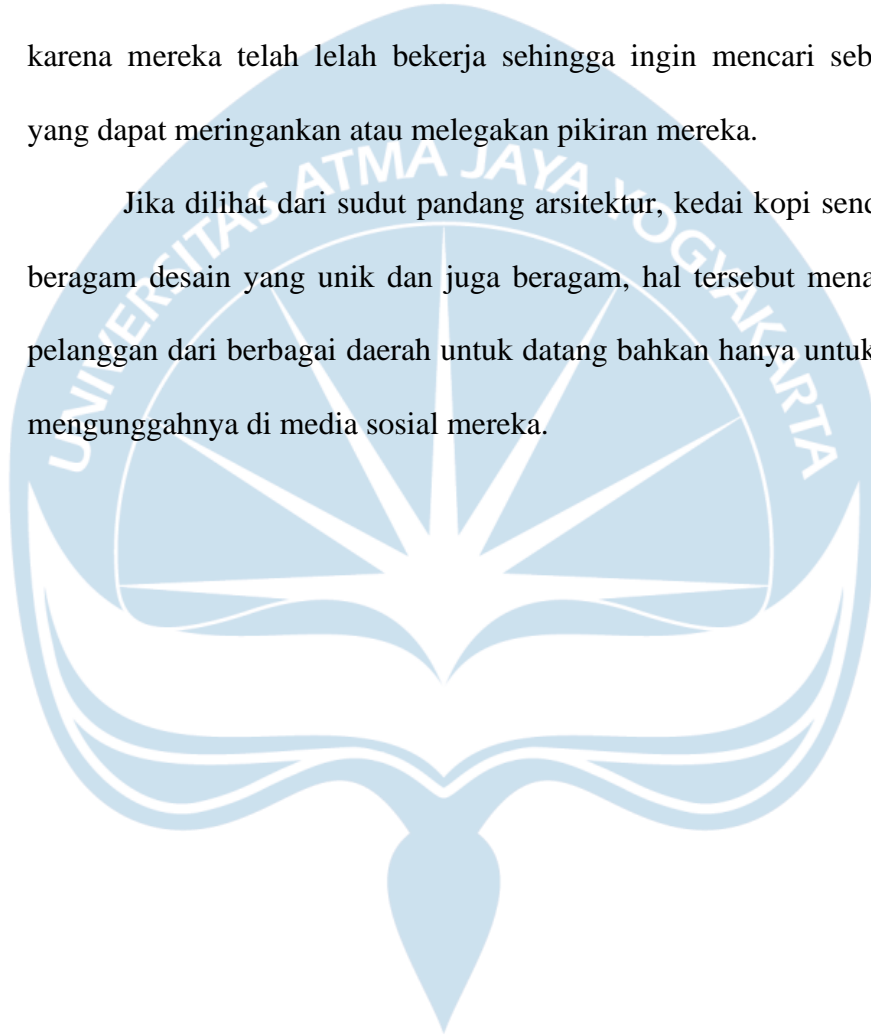 karena mereka telah lelah bekerja sehingga ingin mencari
yang dapat meringankan atau melegakan pikiran mereka.
UNIVERSITAS ATMA JAYA YOGYAKARTA
Jika dilihat dari sudut pandang arsitektur, kedai kopi
beragam desain yang unik dan juga beragam, hal tersebut
pelanggan dari berbagai daerah untuk datang bahkan hanya untuk
mengunggahnya di media sosial mereka.